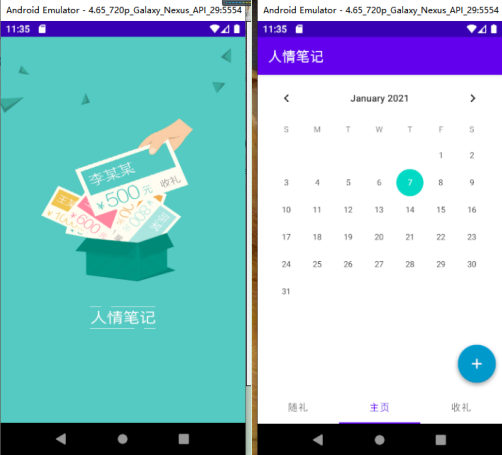 Android Emulator - 4.65_720p_Galaxy_Nexus_API_29:5554
11:35
李某某
¥500元
收礼
¥600
人情笔记
Android Emulator - 4.65_720p_Galaxy_Nexus_API_29:5554
11:35
人情笔记
January 2021
S M T W T F S
1 2
3 4 5 6 7 8 9
10 11 12 13 14 15 16
17 18 19 20 21 22 23
24 25 26 27 28 29 30
31
+
随礼 主页 收礼